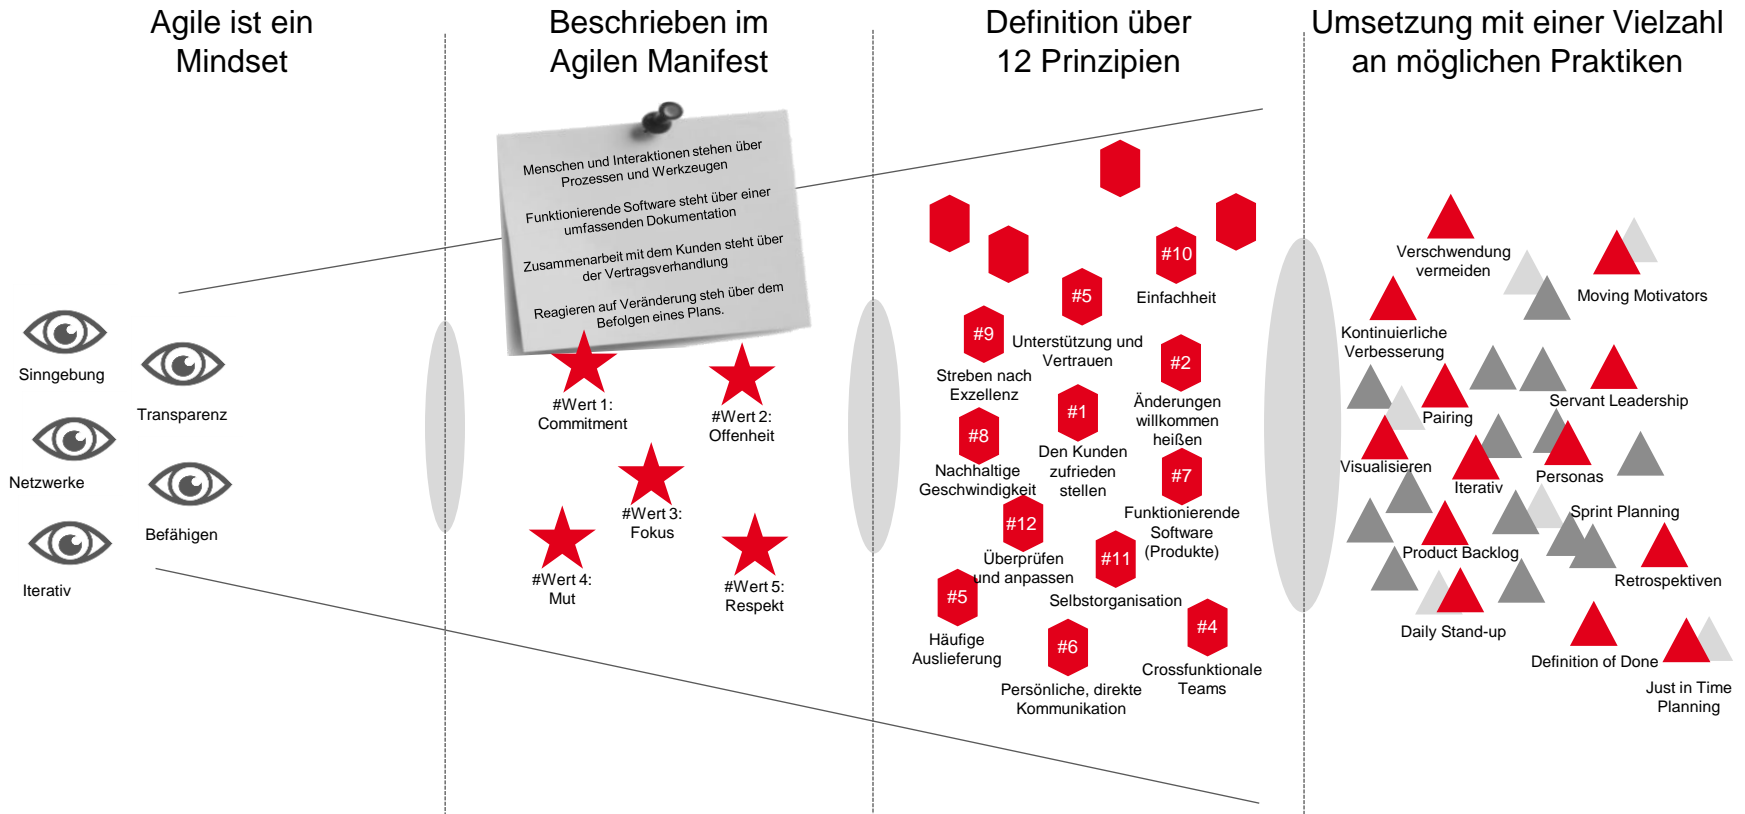 Agile ist ein
Mindset
Beschrieben im
Agilen Manifest
Definition über
12 Prinzipien
Umsetzung mit einer Vielzahl
an möglichen Praktiken
Sinngebung
Transparenz
Netzwerke
Befähigen
Iterativ
Menschen und Interaktionen stehen über
Prozessen und Werkzeugen
Funktionierende Software steht über einer
umfassenden Dokumentation
Zusammenarbeit mit dem Kunden steht über
der Vertragsverhandlung
Reagieren auf Veränderung steh über dem
Befolgen eines Plans.
#Wert 1:
Commitment
#Wert 2:
Offenheit
#Wert 3:
Fokus
#Wert 4:
Mut
#Wert 5:
Respekt
#10
Einfachheit
#5
Unterstützung und
Vertrauen
#9
Streben nach
Exzellenz
#2
Änderungen
willkommen
heißen
#1
Den Kunden
zufrieden
stellen
#8
Nachhaltige
Geschwindigkeit
#7
Funktionierende
Software
(Produkte)
#12
Überprüfen
und anpassen
#11
Selbstorganisation
#5
Häufige
Auslieferung
#6
Persönliche, direkte
Kommunikation
#4
Crossfunktionale
Teams
Verschwendung
vermeiden
Moving Motivators
Kontinuierliche
Verbesserung
Servant Leadership
Pairing
Visualisieren
Iterativ
Personas
Sprint Planning
Product Backlog
Retrospektiven
Daily Stand-up
Definition of Done
Just in Time
Planning